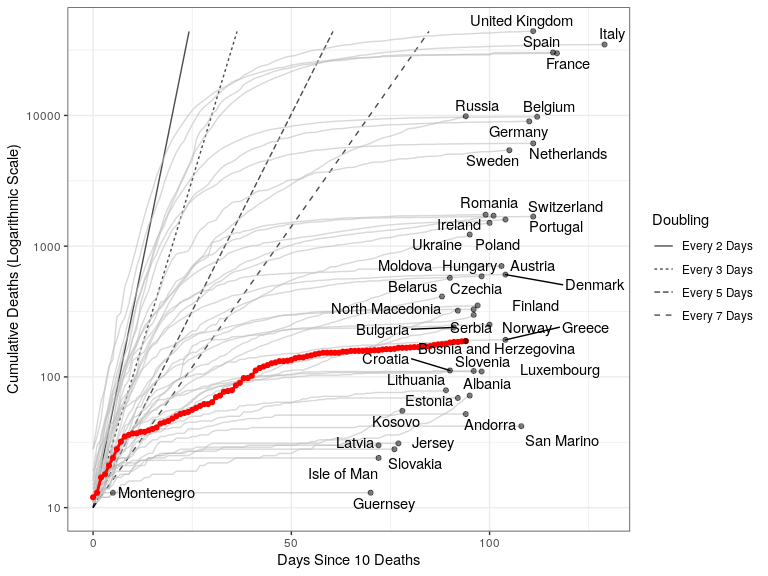 United Kingdom
Italy
Spain
France
Russia
Belgium
10000
Germany
Netherlands
Sweden
Romania
Switzerland
Ireland
Portugal
1000
Ukraine
Poland
Moldova
Hungary
Austria
Belarus
Czechia
Denmark
North Macedonia
Finland
Bulgaria
Serbia
Norway
Greece
Bosnia and Herzegovina
Croatia
Slovenia
100
Luxembourg
Lithuania
Albania
Estonia
Kosovo
Andorra
Latvia
Jersey
San Marino
Slovakia
Isle of Man
10
Montenegro
Guernsey
0
50
100
Days Since 10 Deaths
Cumulative Deaths (Logarithmic Scale)
Doubling
Every 2 Days
Every 3 Days
Every 5 Days
Every 7 Days